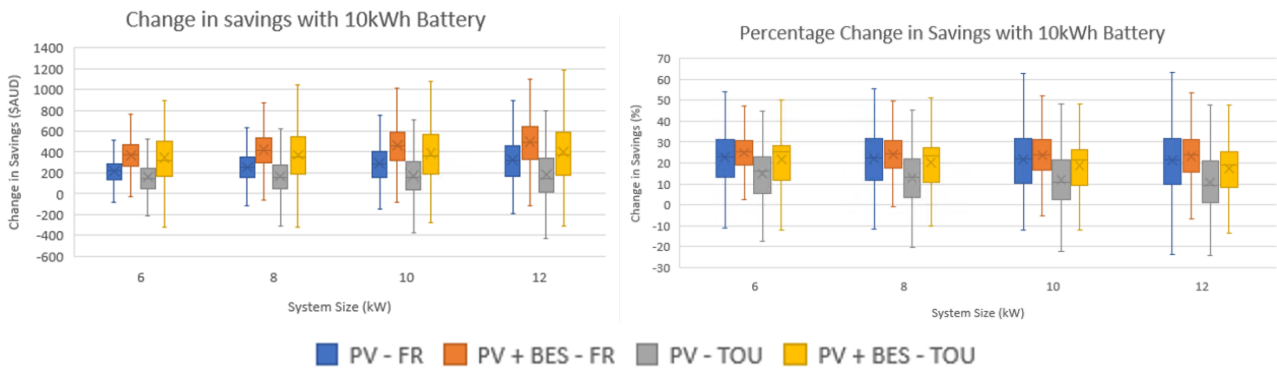 Change in savings with 10kWh Battery
Change in Savings ($AUD)
1400
1200
1000
800
600
400
200
0
-200
-400
-600
6 8 10 12
System Size (kW)
Percentage Change in Savings with 10kWh Battery
Change in Savings (%)
70
60
50
40
30
20
10
0
-10
-20
-30
6 8 10 12
System Size (kW)
PV - FR PV + BES - FR PV - TOU PV + BES - TOU